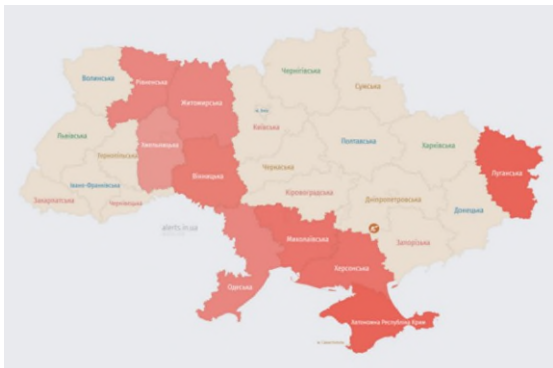 Чернігівська
Волинська
Рівненська
Сумська
Житомирська
м. Київ
Київська
Львівська
Хмельницька
Тернопільська
Полтавська
Харківська
Черкаська
Луганська
Вінницька
Івано-Франківська
Закарпатська
Чернівецька
Кіровоградська
Дніпропетровська
Донецька
alerts.in.ua
Миколаївська
Запорізька
Херсонська
Одеська
Автономна Республіка Крим